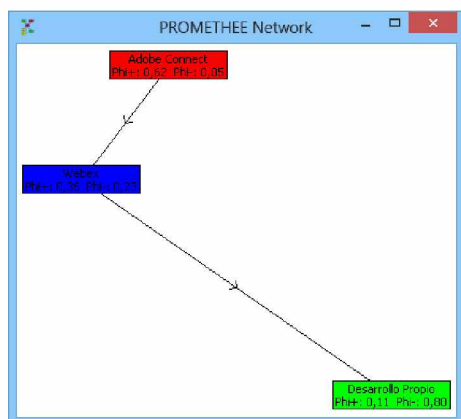 PROMETHEE Network
Adobe Connect
Phi+: 0,62 Phi-: 0,05
Webex
Phi+: 0,36 Phi-: 0,23
Desarrollo Propio
Phi+: 0,11 Phi-: 0,80